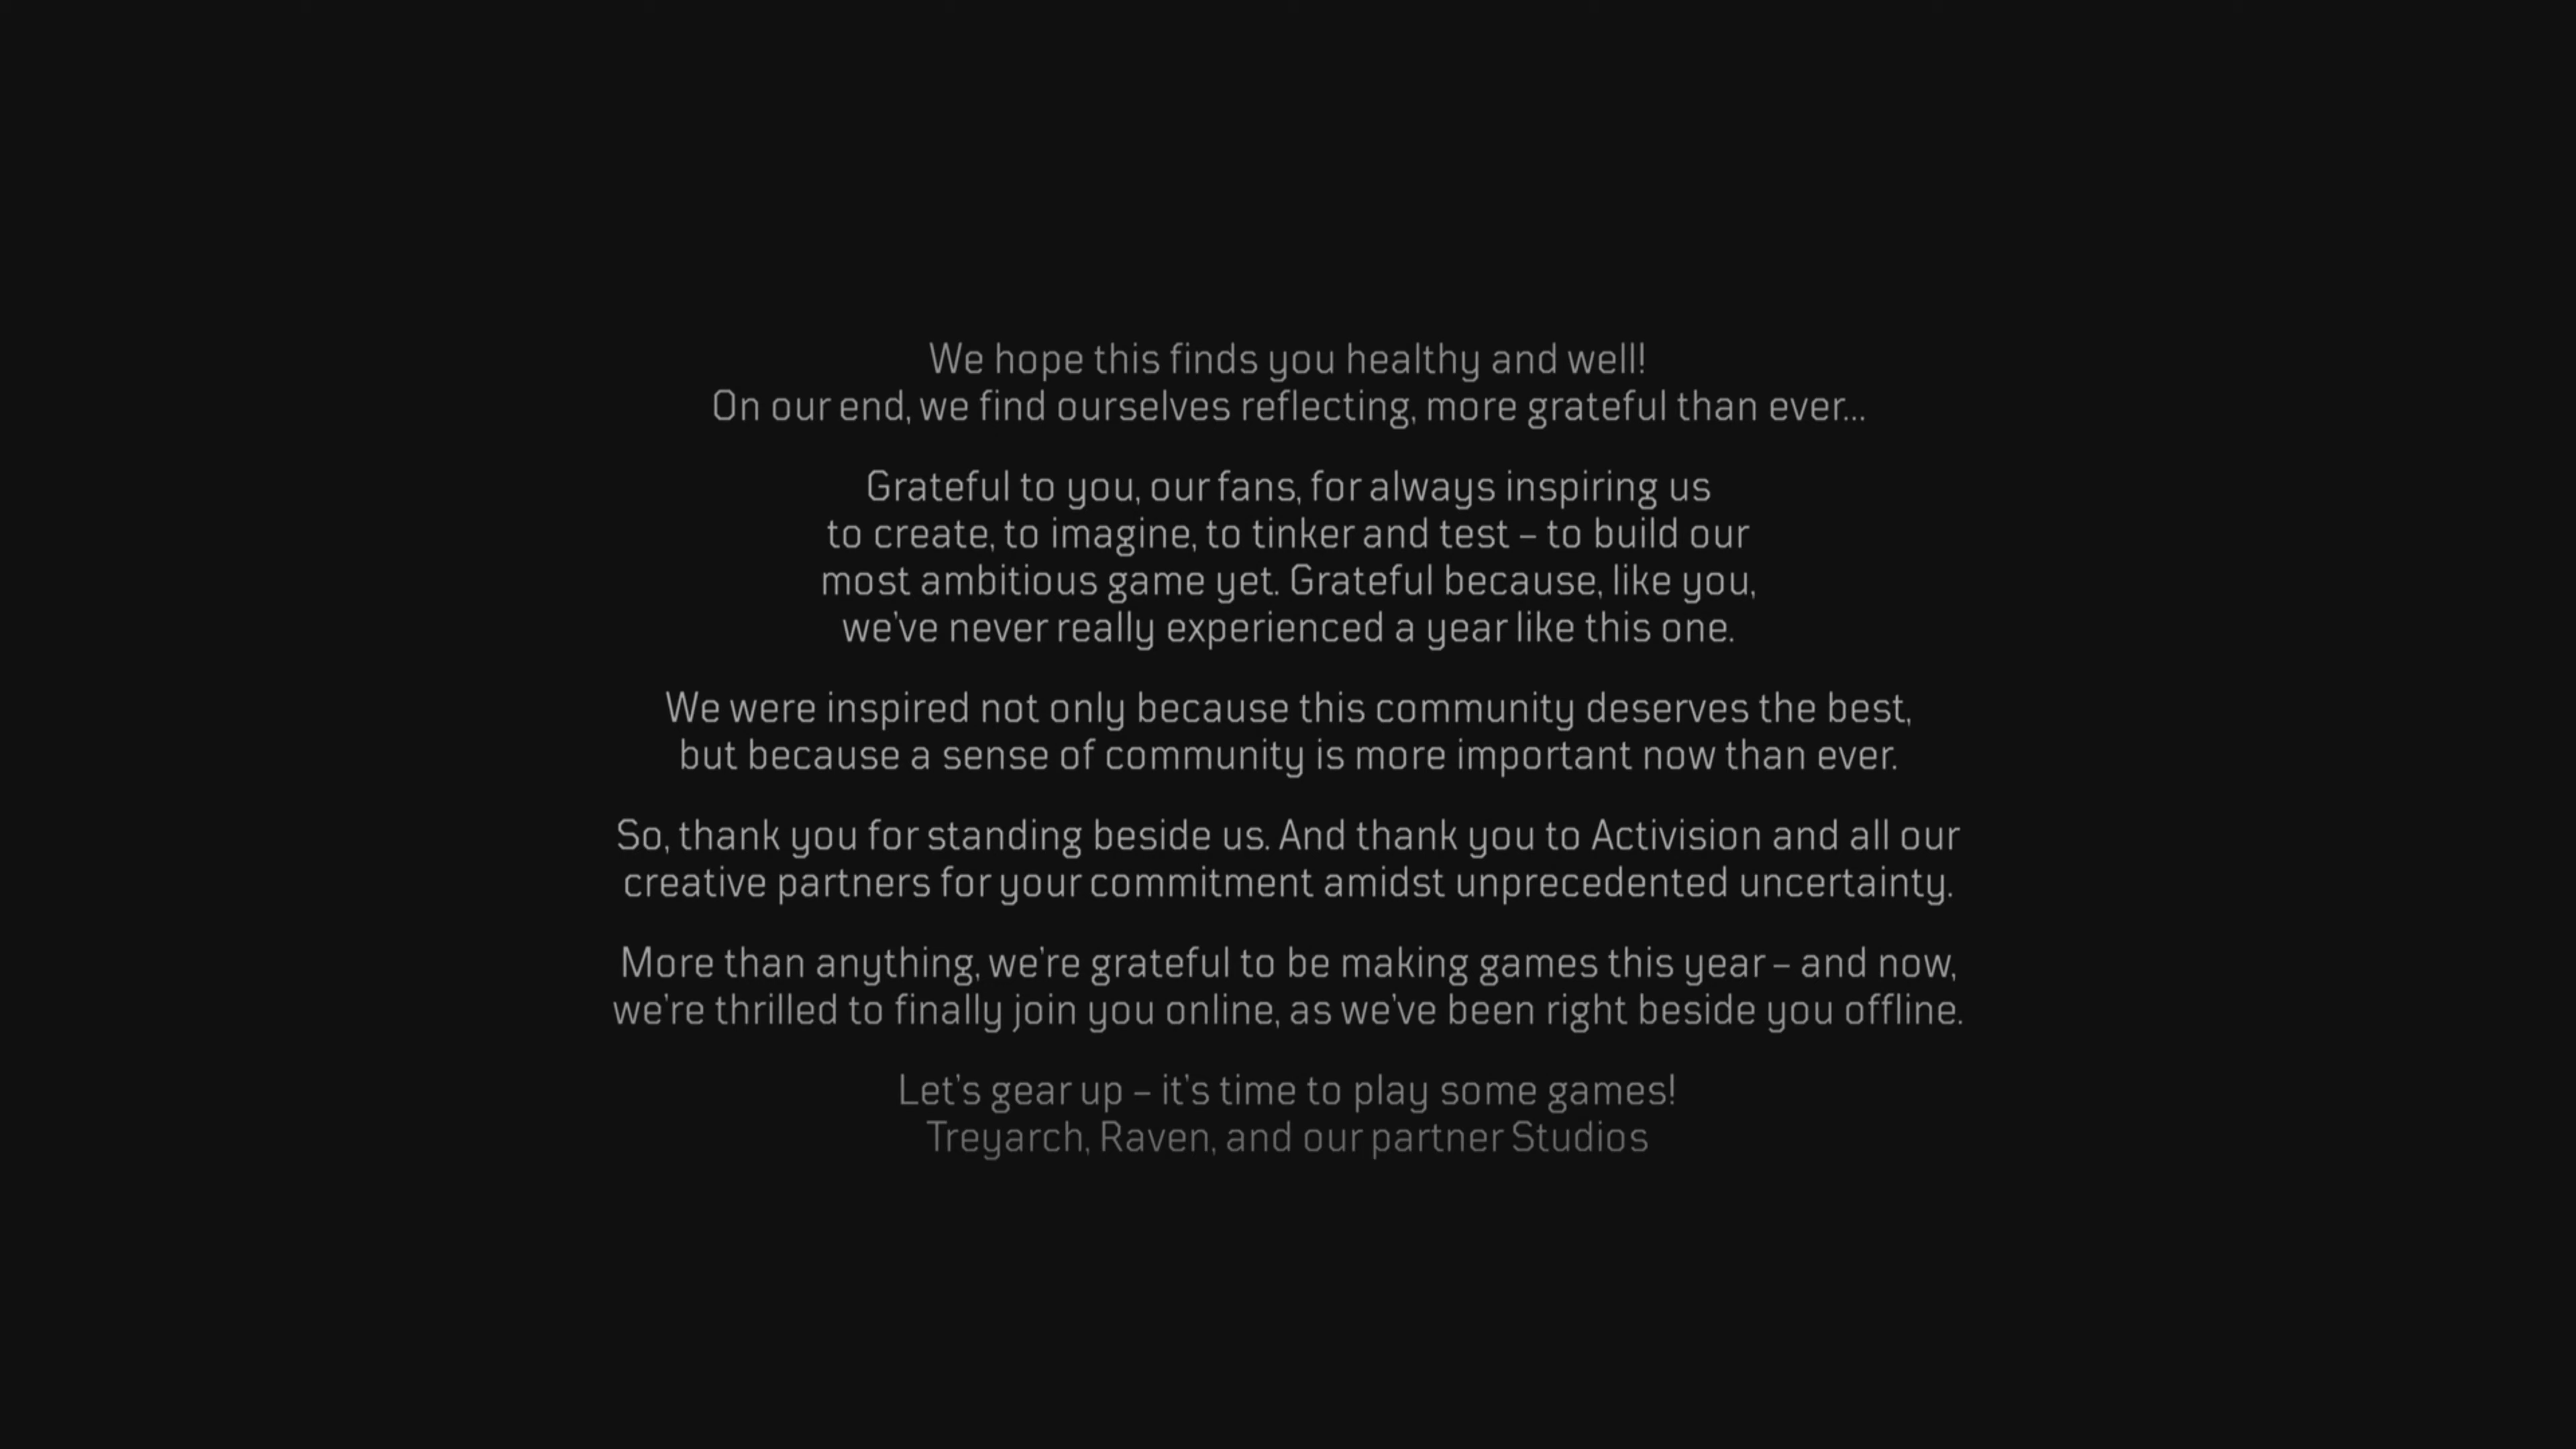 We hope this finds you healthy and well!
On our end, we find ourselves reflecting, more grateful than ever...
Grateful to you, our fans, for always inspiring us
to create, to imagine, to tinker and test – to build our
most ambitious game yet. Grateful because, like you,
we've never really experienced a year like this one.
We were inspired not only because this community deserves the best,
but because a sense of community is more important now than ever.
So, thank you for standing beside us. And thank you to Activision and all our
creative partners for your commitment amidst unprecedented uncertainty.
More than anything, we're grateful to be making games this year – and now,
we're thrilled to finally join you online, as we've been right beside you offline.
Let's gear up – it's time to play some games!
Treyarch, Raven, and our partner Studios